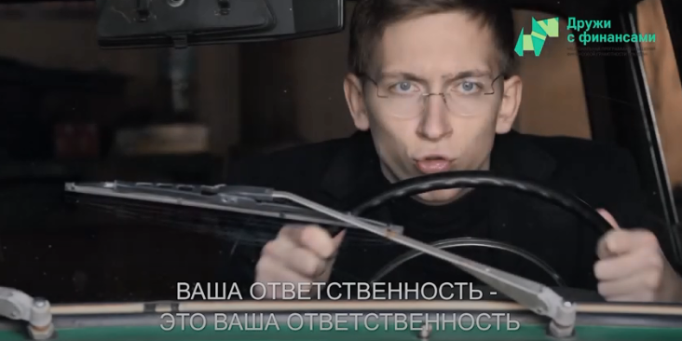 Дружи
с финансами
ВАША ОТВЕТСТВЕННОСТЬ -
ЭТО ВАША ОТВЕТСТВЕННОСТЬ